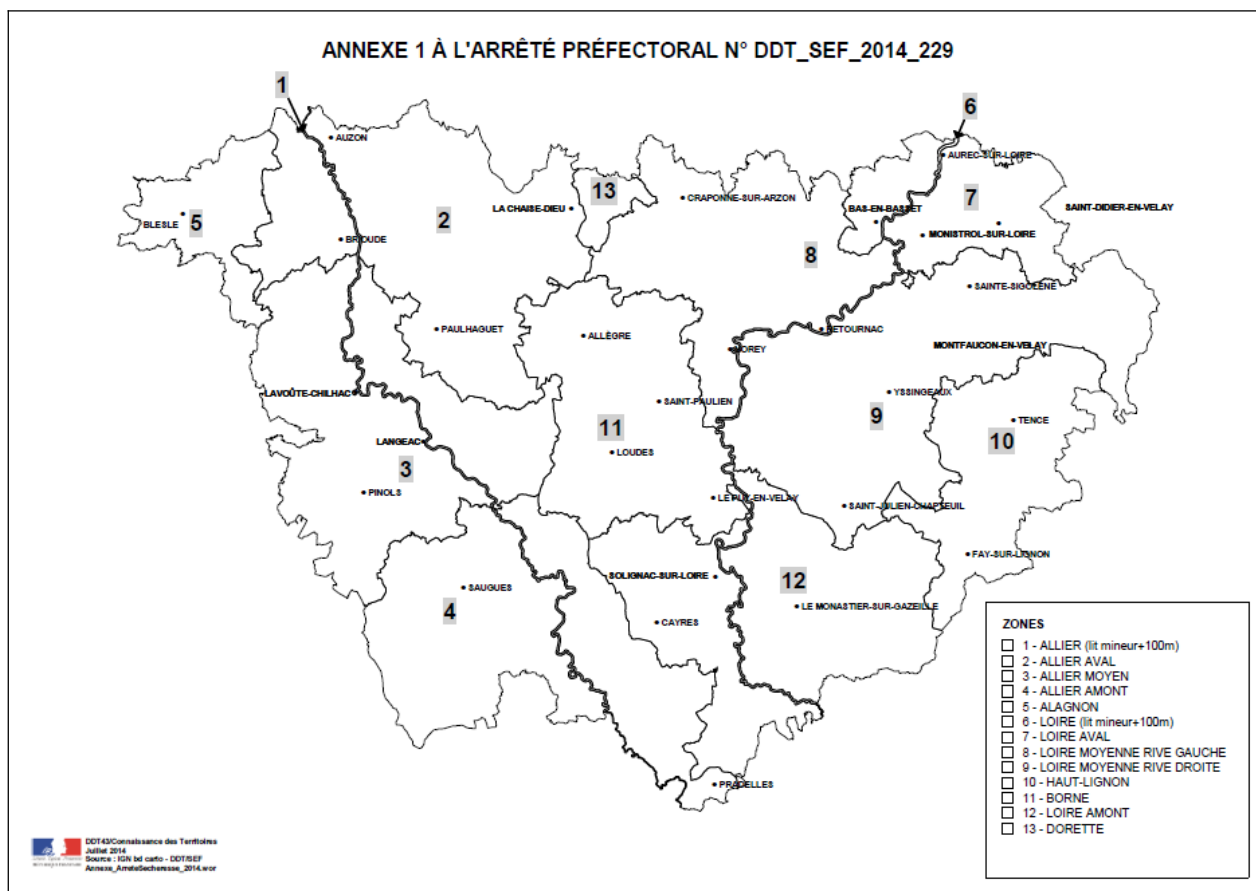 ANNEXE 1 À L'ARRÊTÉ PRÉFECTORAL N° DDT_SEF_2014_229
1
6
AUZON
AUREC-SUR-LOIRE
13
7
CRAPONNE-SUR-ARZON
LA CHAISE-DIEU
SAINT-DIDIER-EN-VELAY
BAS-EN-BASSET
BLESLE
5
2
MONISTROL-SUR-LOIRE
BRIOUDE
8
SAINTE-SIGOLÈNE
PAULHAGUET
ALLÈGRE
RETOURNAC
VOREY
MONTFAUCON-EN-VELAY
LAVOÛTE-CHILHAC
YSSINGEAUX
SAINT-PAULIEN
9
TENCE
10
LANGEAC
11
LOUDES
3
PINOLS
LE PUY-EN-VELAY
SAINT-JULIEN-CHAPTEUIL
FAY-SUR-LIGNON
SOLIGNAC-SUR-LOIRE
12
SAUGUES
4
LE MONASTIER-SUR-GAZEILLE
CAYRES
PRADELLES
ZONES
1 - ALLIER (lit mineur+100m)
2 - ALLIER AVAL
3 - ALLIER MOYEN
4 - ALLIER AMONT
5 - ALAGNON
6 - LOIRE (lit mineur+100m)
7 - LOIRE AVAL
8 - LOIRE MOYENNE RIVE GAUCHE
9 - LOIRE MOYENNE RIVE DROITE
10 - HAUT-LIGNON
11 - BORNE
12 - LOIRE AMONT
13 - DORETTE
DDT43/Connaissance des Territoires
Juillet 2014
Source : IGN bd carto - DDT/SEF
Annexe_ArreteSecheresse_2014.wor